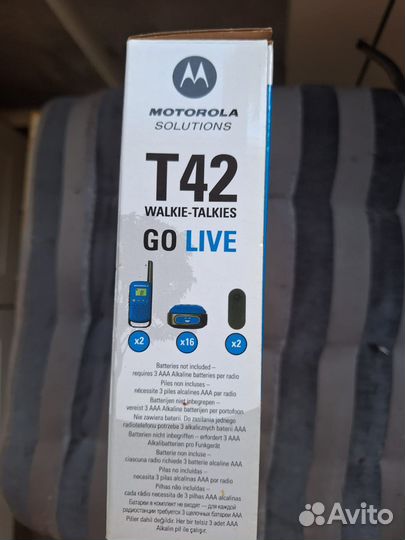 MOTOROLA
SOLUTIONS
T42
WALKIE-TALKIES
GO LIVE
x2 x16 x2
Batteries not included –
requires 3 AAA Alkaline batteries per radio
Piles non incluses –
nécessite 3 piles alcalines AAA par radio
Batterijen niet inbegrepen –
vereist 3 AAA Alkaline batterijen per portofoon
Nie zawiera baterii. Do zasilania jednego
radiotelefonu potrzeba 3 alkalicznych baterii AAA
Batterien nicht inbegriffen – erfordert 3 AAA
Alkalibatterien pro Funkgerät
Batterie non incluse –
ciascuna radio richiede 3 batterie alcaline AAA
Pilas no incluidas –
necesita 3 pilas alcalinas AAA por radio
Pilhas não incluídas –
cada rádio necesita de 3 pilhas AAA alcalinas
Батареи в комплект не входят — для каждой
радиостанции требуется 3 щелочных батареи AAA
Piller dahil değildir. Her bir telsiz 3 adet AAA
Alkalin pil ile çalışır.
Avito